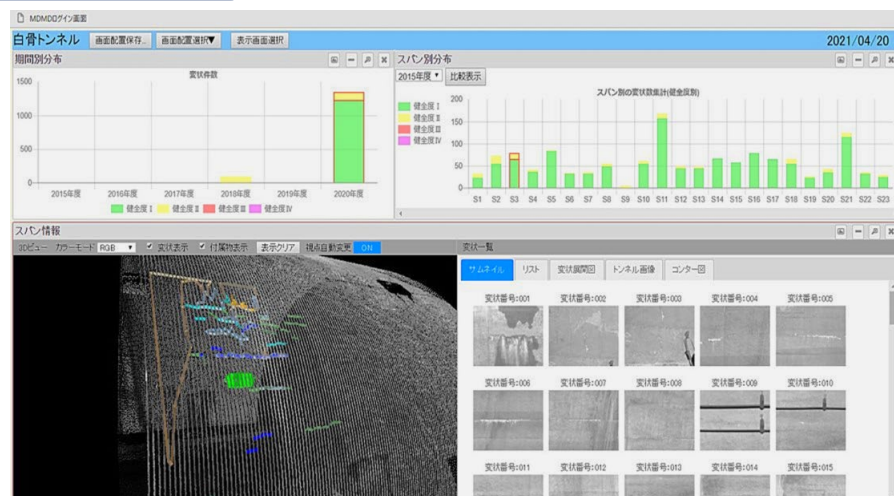 MDMDログイン画面
白骨トンネル 画面配置保存.. 画面配置選択▼ 表示画面選択 2021/04/20
期間別分布
変状件数
1500
1000
500
0
2015年度 2016年度 2017年度 2018年度 2019年度 2020年度
健全度Ⅰ 健全度Ⅱ 健全度Ⅲ 健全度Ⅳ
スパン別分布
2015年度 比較表示
スパン別の変状数集計(健全度別)
健全度Ⅰ
健全度Ⅱ
健全度Ⅲ
健全度Ⅳ
200
150
100
50
0
S1 S2 S3 S4 S5 S6 S7 S8 S9 S10 S11 S12 S13 S14 S15 S16 S17 S18 S19 S20 S21 S22 S23
スパン情報
3Dビュー カラーモード RGB 変状表示 付属物表示 表示クリア 視点自動変更 ON
変状一覧
サムネイル リスト 変状展開図 トンネル画像 コンター図
変状番号:001 変状番号:002 変状番号:003 変状番号:004 変状番号:005
変状番号:006 変状番号:007 変状番号:008 変状番号:009 変状番号:010
変状番号:011 変状番号:012 変状番号:013 変状番号:014 変状番号:015